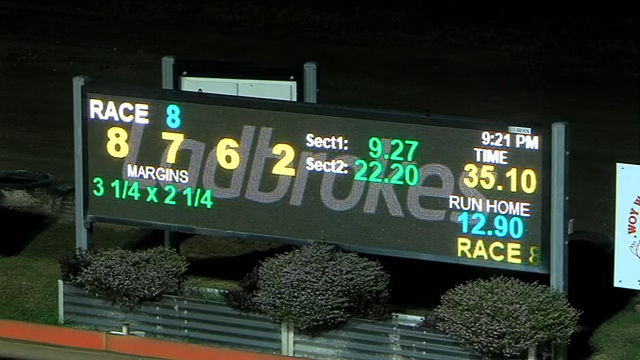 RACE 8
8 7 6 2
MARGINS
3 1/4 x 2 1/4
Ladbrokes
Sect1: 9.27
Sect2: 22.20
9:21 PM
TIME
35.10
RUN HOME
12.90
RACE 8
WOY W